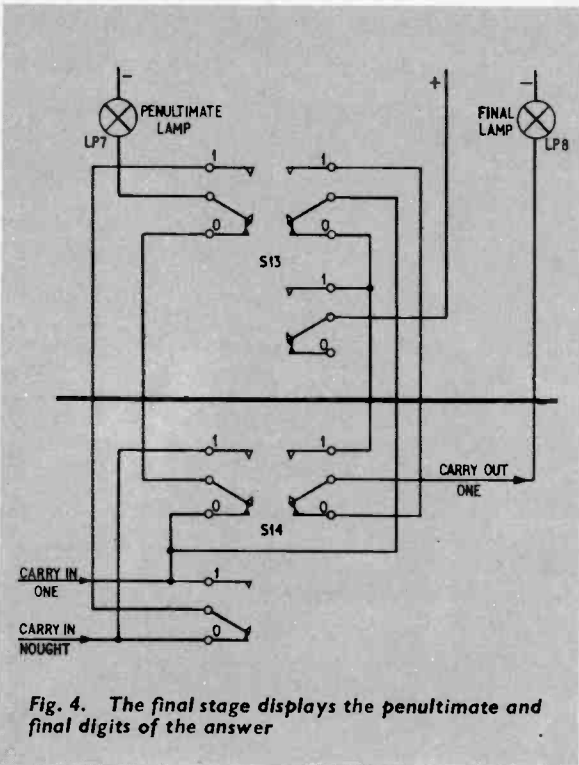 −
PENULTIMATE
LAMP
LP7
+
−
FINAL
LAMP
LP8
1
1
0
0
S13
1
0
1
1
CARRY OUT
ONE
0
0
S14
CARRY IN
ONE
1
CARRY IN
NOUGHT
0
Fig. 4. The final stage displays the penultimate and
final digits of the answer